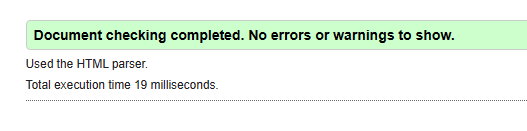 Document checking completed. No errors or warnings to show.
Used the HTML parser.
Total execution time 19 milliseconds.